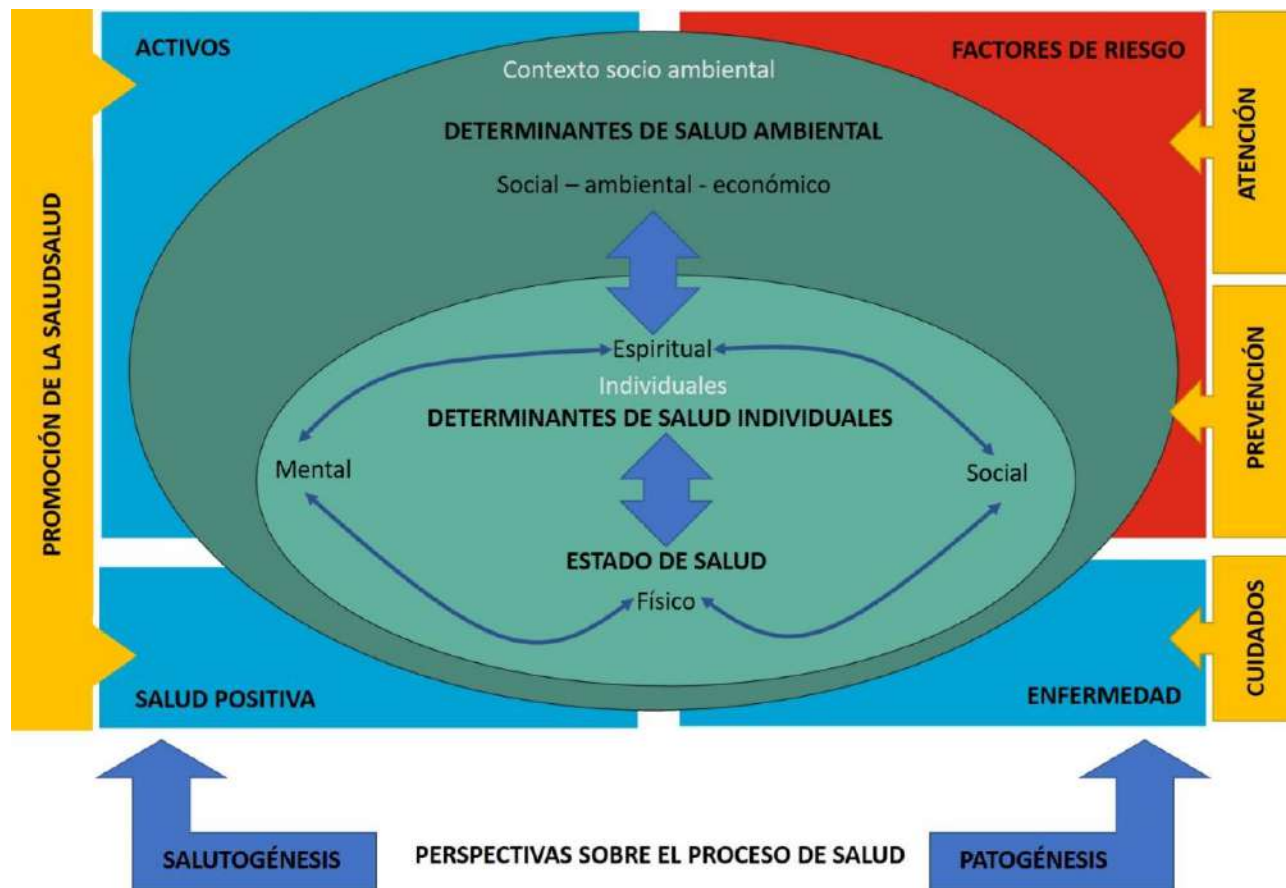 ACTIVOS
FACTORES DE RIESGO
Contexto socio ambiental
DETERMINANTES DE SALUD AMBIENTAL
Social – ambiental - económico
PROMOCIÓN DE LA SALUDSALUD
ATENCIÓN
PREVENCIÓN
CUIDADOS
Espiritual
Individuales
DETERMINANTES DE SALUD INDIVIDUALES
Mental
Social
ESTADO DE SALUD
Físico
SALUD POSITIVA
ENFERMEDAD
SALUTOGÉNESIS
PERSPECTIVAS SOBRE EL PROCESO DE SALUD
PATOGÉNESIS